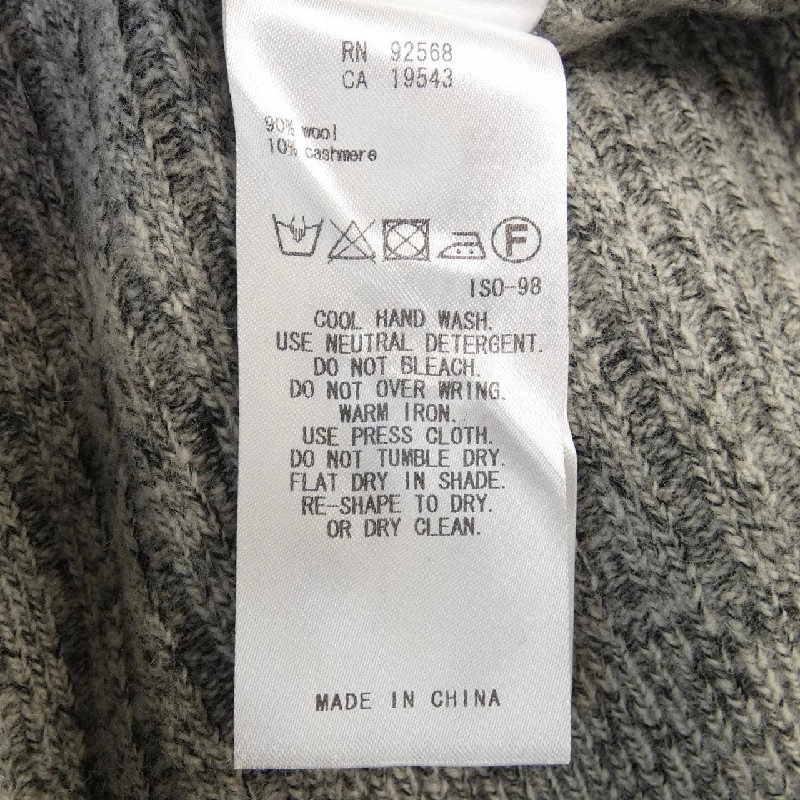 RN 92568
CA 19543
90% wool
10% cashmere
F
ISO-98
COOL HAND WASH.
USE NEUTRAL DETERGENT.
DO NOT BLEACH.
DO NOT OVER WRING.
WARM IRON.
USE PRESS CLOTH.
DO NOT TUMBLE DRY.
FLAT DRY IN SHADE.
RE-SHAPE TO DRY.
OR DRY CLEAN.
MADE IN CHINA